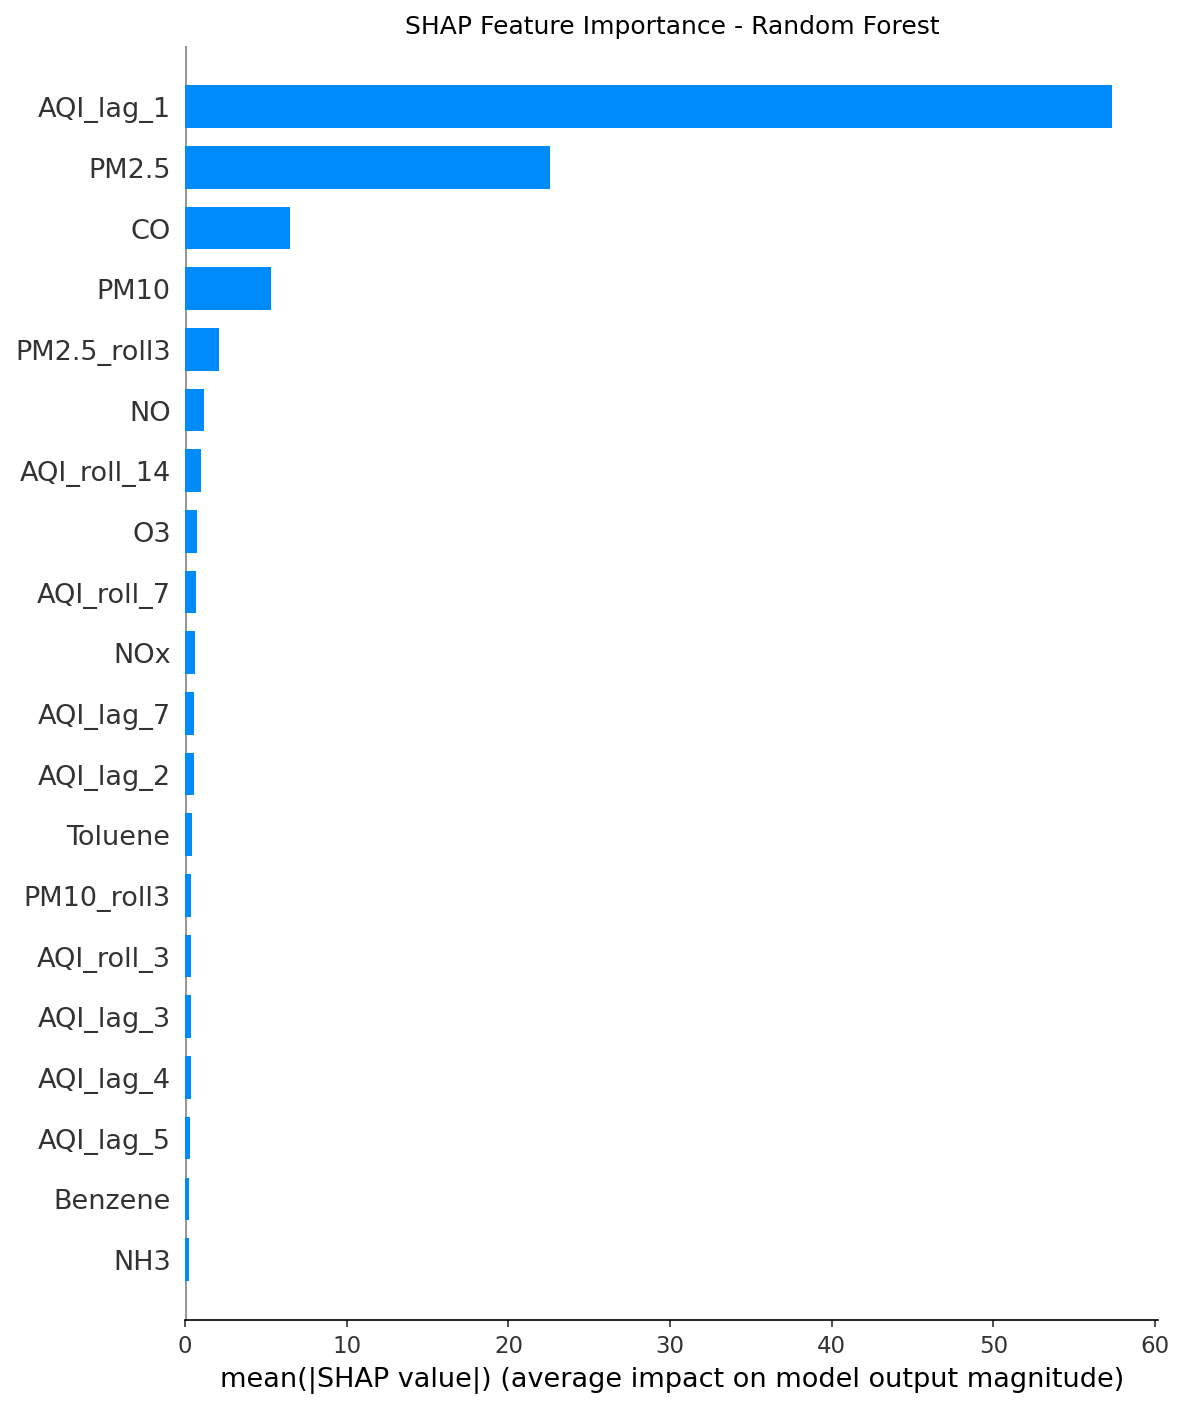 SHAP Feature Importance - Random Forest
AQI_lag_1
PM2.5
CO
PM10
PM2.5_roll3
NO
AQI_roll_14
O3
AQI_roll_7
NOx
AQI_lag_7
AQI_lag_2
Toluene
PM10_roll3
AQI_roll_3
AQI_lag_3
AQI_lag_4
AQI_lag_5
Benzene
NH3
0 10 20 30 40 50 60
mean(|SHAP value|) (average impact on model output magnitude)